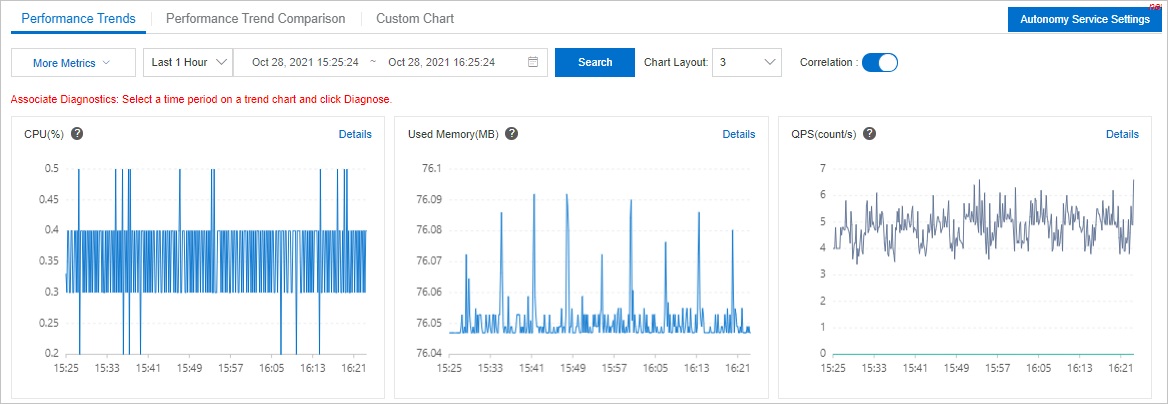 Performance Trends Performance Trend Comparison Custom Chart
Autonomy Service Settings
More Metrics Last 1 Hour Oct 28, 2021 15:25:24 ~ Oct 28, 2021 16:25:24 Search Chart Layout: 3 Correlation :
Associate Diagnostics: Select a time period on a trend chart and click Diagnose.
CPU(%) ? Details
0.5
0.4
0.4
0.35
0.3
0.2
0.2
15:25 15:33 15:41 15:49 15:57 16:05 16:13 16:21
Used Memory(MB) ? Details
76.1
76.09
76.08
76.07
76.06
76.05
76.04
15:25 15:33 15:41 15:49 15:57 16:05 16:13 16:21
QPS(count/s) ? Details
7
6
5
4
3
2
1
0
15:25 15:33 15:41 15:49 15:57 16:05 16:13 16:21